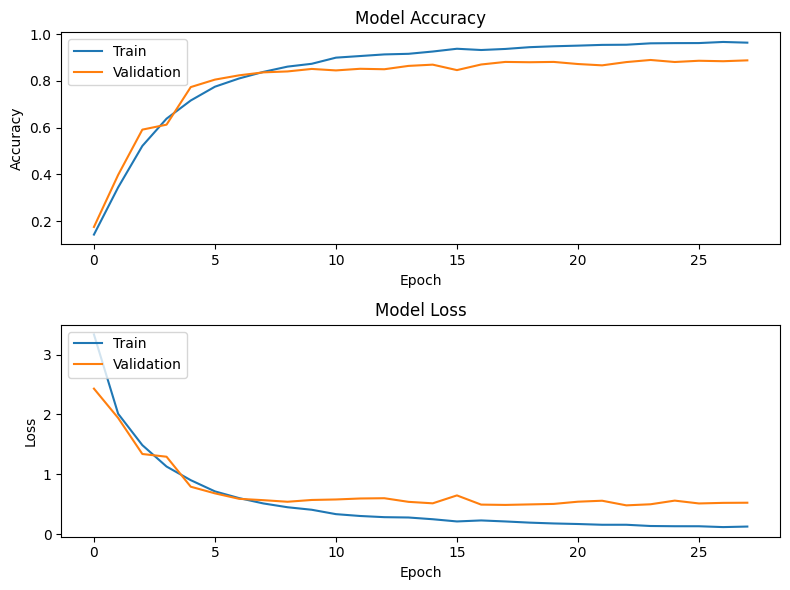 Model Accuracy
Train
Validation
Accuracy
1.0
0.8
0.6
0.4
0.2
0 5 10 15 20 25
Epoch
Model Loss
Train
Validation
Loss
3
2
1
0
0 5 10 15 20 25
Epoch